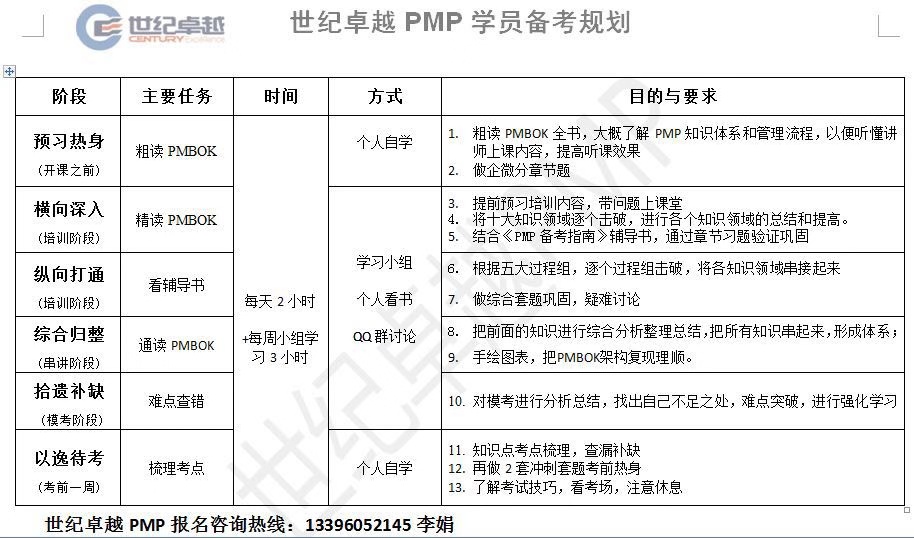 世纪卓越
CENTURY Excellence
世纪卓越 PMP 学员备考规划
阶段 主要任务 时间 方式 目的与要求
预习热身
(开课之前)
粗读 PMBOK
个人自学
1. 粗读 PMBOK 全书，大概了解 PMP 知识体系和管理流程，以便听懂讲
师上课内容，提高听课效果
2. 做企微分章节题
横向深入
(培训阶段)
精读 PMBOK
3. 提前预习培训内容，带问题上课堂
4. 将十大知识领域逐个击破，进行各个知识领域的总结和提高。
5. 结合《PMP 备考指南》辅导书，通过章节习题验证巩固
纵向打通
(培训阶段)
看辅导书
每天 2 小时
+每周小组学
习 3 小时
学习小组
个人看书
QQ 群讨论
6. 根据五大过程组，逐个过程组击破，将各知识领域串接起来
7. 做综合套题巩固，疑难讨论
综合归整
(串讲阶段)
通读 PMBOK
8. 把前面的知识进行综合分析整理总结，把所有知识串起来，形成体系；
9. 手绘图表，把PMBOK架构复现理顺。
拾遗补缺
(模考阶段)
难点查错
10. 对模考进行分析总结，找出自己不足之处，难点突破，进行强化学习
以逸待考
(考前一周)
梳理考点
个人自学
11. 知识点考点梳理，查漏补缺
12. 再做 2 套冲刺套题考前热身
13. 了解考试技巧，看考场，注意休息
世纪卓越 PMP 报名咨询热线：13396052145 李娟
世纪卓越PMP